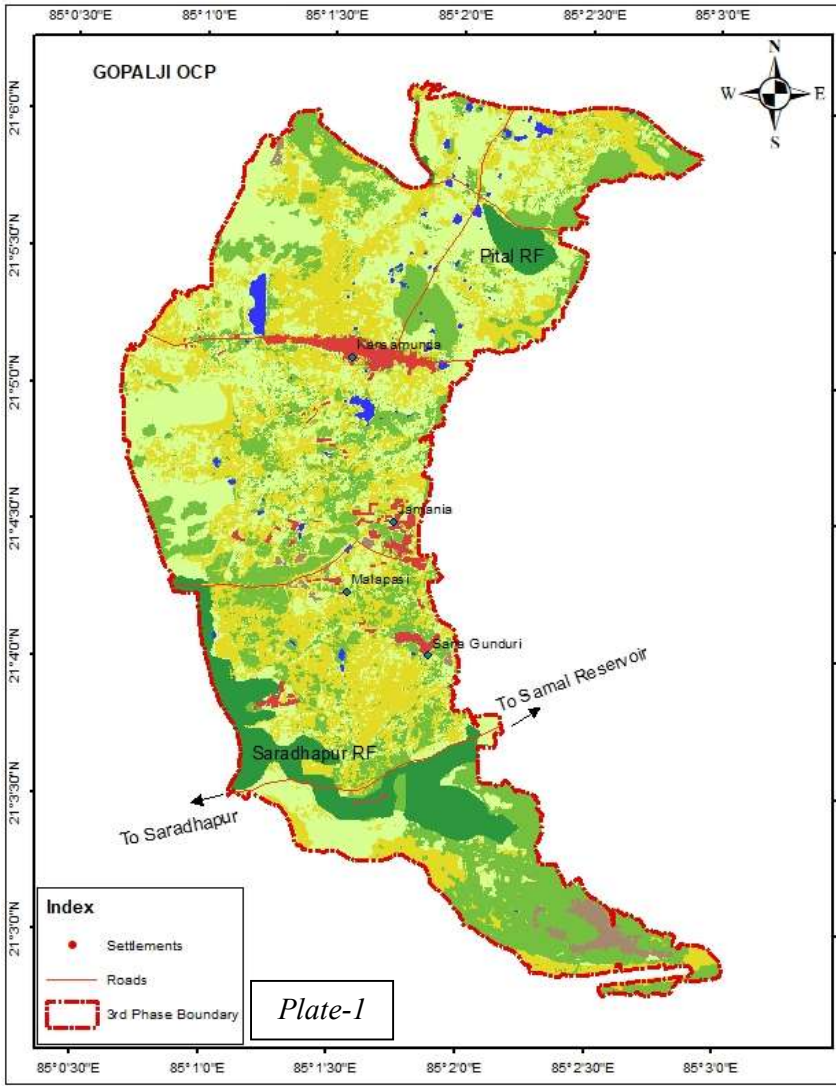 85°0'30"E 85°1'0"E 85°1'30"E 85°2'0"E 85°2'30"E 85°3'0"E
GOPALJI OCP
N
W E
S
21°6'0"N
21°5'30"N
Pital RF
Kansamunda
21°5'0"N
21°4'30"N
Jamania
Malapasi
21°4'0"N
Sana Gunduri
To Samal Reservoir
Saradhapur RF
21°3'30"N
To Saradhapur
Index
21°3'0"N
Settlements
Roads
3rd Phase Boundary
Plate-1
85°0'30"E 85°1'0"E 85°1'30"E 85°2'0"E 85°2'30"E 85°3'0"E